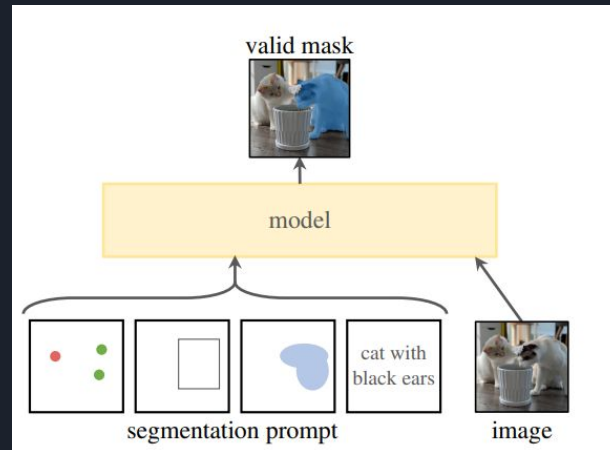 valid mask
model
cat with
black ears
segmentation prompt
image